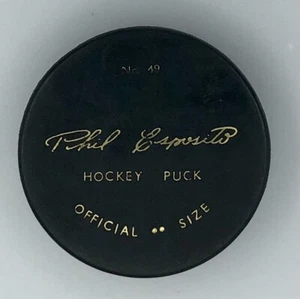 No. 49
Phil Esposito
HOCKEY PUCK
OFFICIAL •• SIZE